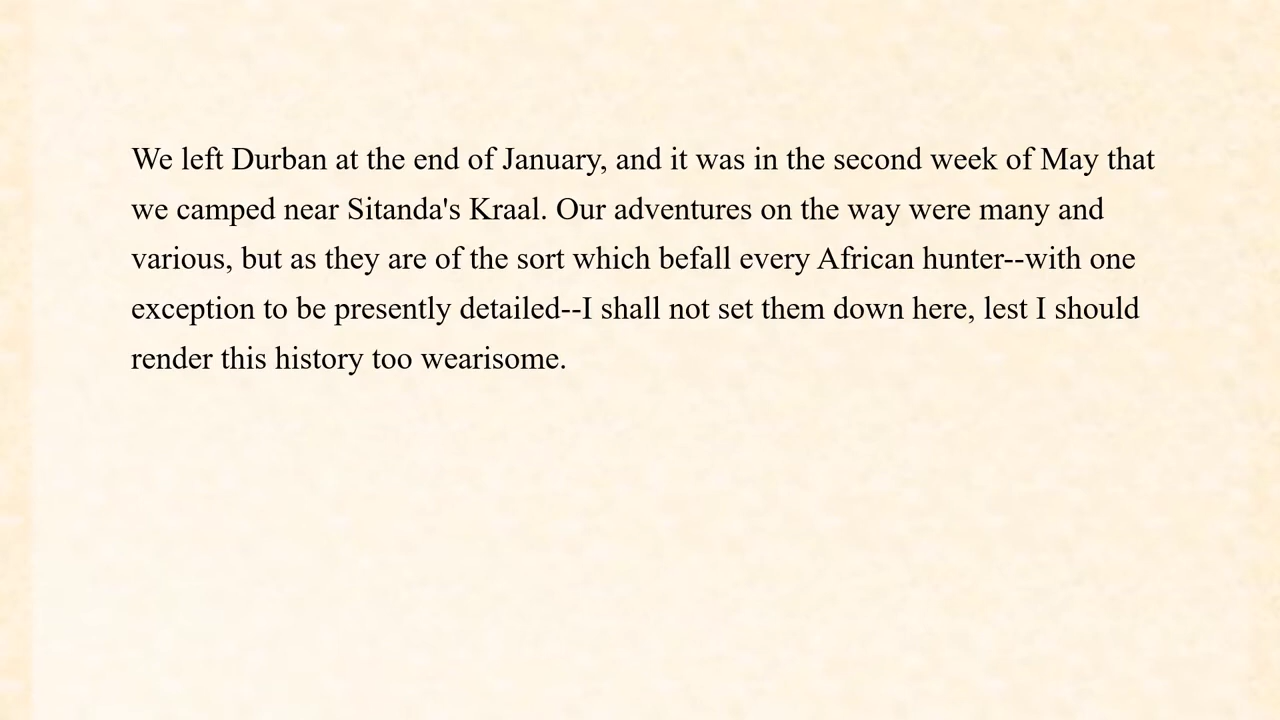 We left Durban at the end of January, and it was in the second week of May that
we camped near Sitanda's Kraal. Our adventures on the way were many and
various, but as they are of the sort which befall every African hunter--with one
exception to be presently detailed--I shall not set them down here, lest I should
render this history too wearisome.